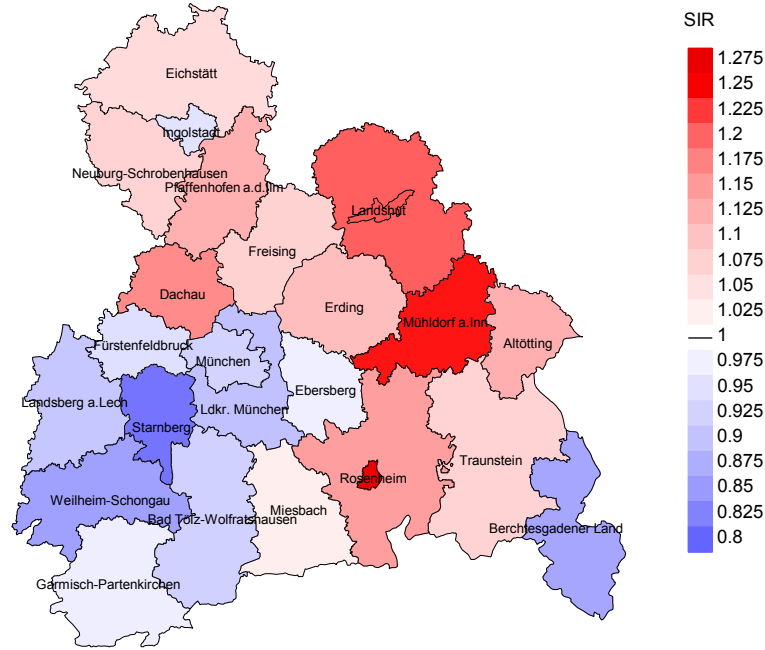 SIR
1.275
1.25
1.225
1.2
1.175
1.15
1.125
1.1
1.075
1.05
1.025
1
0.975
0.95
0.925
0.9
0.875
0.85
0.825
0.8
Eichstätt
Ingolstadt
Neuburg-Schrobenhausen
Pfaffenhofen a.d.Ilm
Landshut
Freising
Dachau
Erding
Mühldorf a.Inn
Altötting
Fürstenfeldbruck
München
Ebersberg
Landsberg a.Lech
Ldkr. München
Starnberg
Traunstein
Rosenheim
Weilheim-Schongau
Miesbach
Bad Tölz-Wolfratshausen
Berchtesgadener Land
Garmisch-Partenkirchen